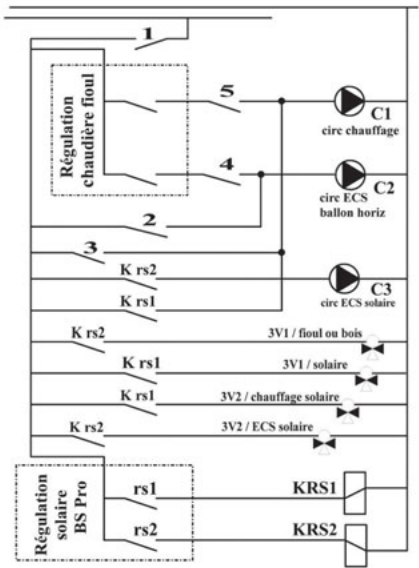 1
Régulation
chaudière fioul
5
C1
circ chauffage
4
C2
circ ECS
ballon horiz
2
3
K rs2
C3
circ ECS solaire
K rs1
K rs2
3V1 / fioul ou bois
K rs1
3V1 / solaire
K rs1
3V2 / chauffage solaire
K rs2
3V2 / ECS solaire
Régulation
solaire
BS Pro
rs1
KRS1
rs2
KRS2